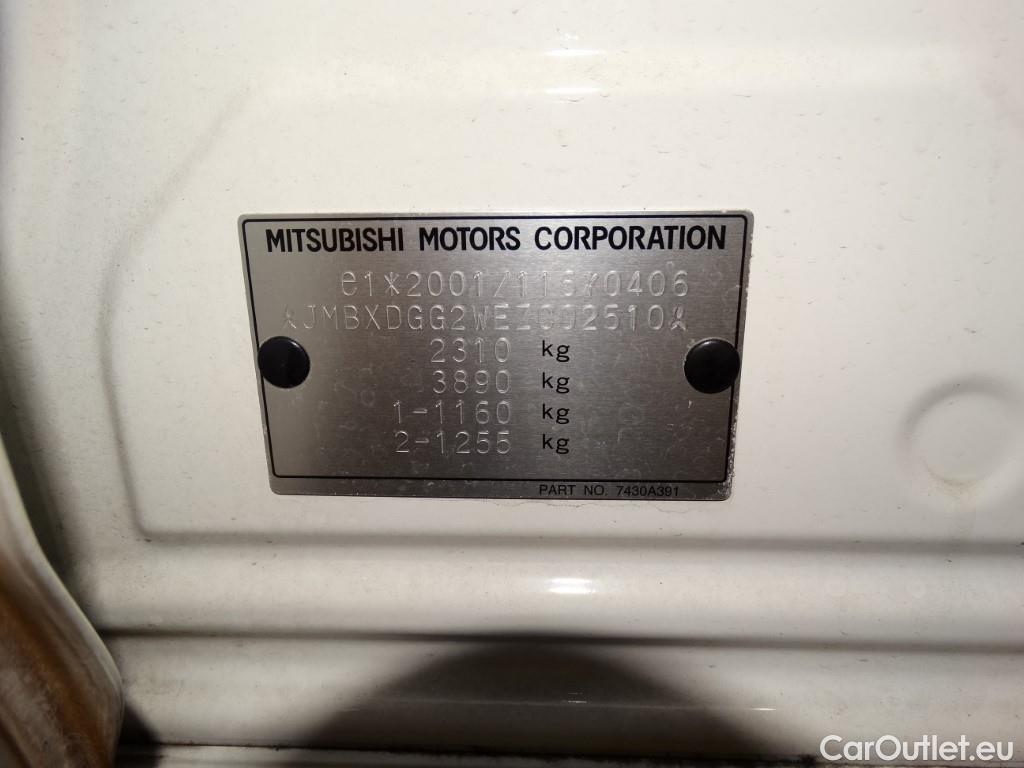 MITSUBISHI MOTORS CORPORATION
e1*2001/116*0406
JMBXDGG2WEZC02510
2310 kg
3890 kg
1-1160 kg
2-1255 kg
PART NO. 7430A391
CarOutlet.eu